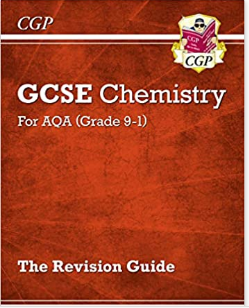 CGP
GCSE Chemistry
For AQA (Grade 9-1)
CGP
The Revision Guide